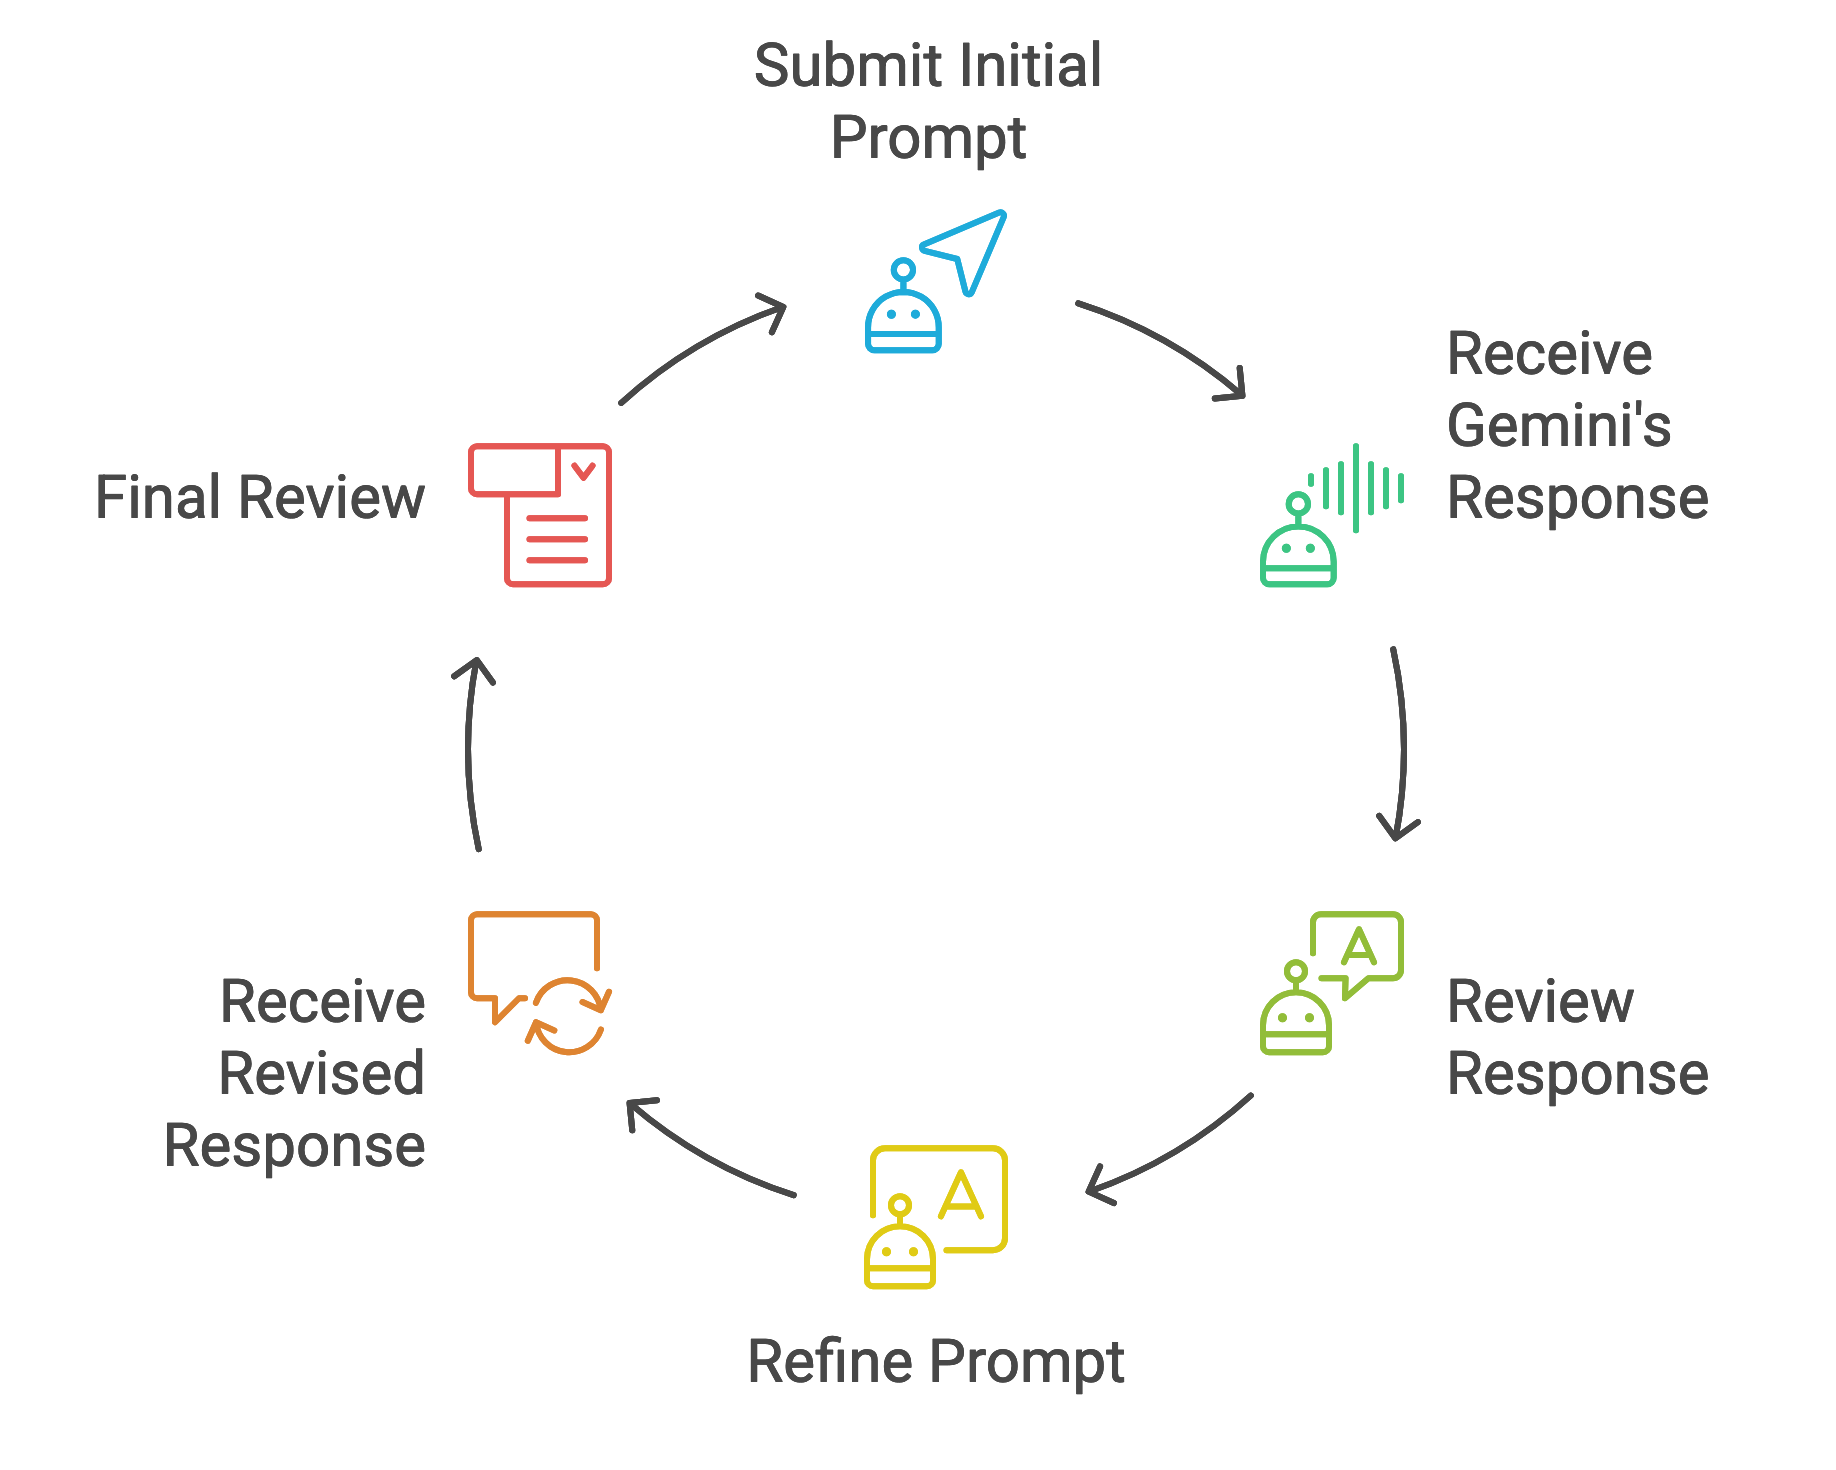 Submit Initial
Prompt
Receive
Gemini's
Response
Review
Response
Refine Prompt
Receive
Revised
Response
Final Review
A
A